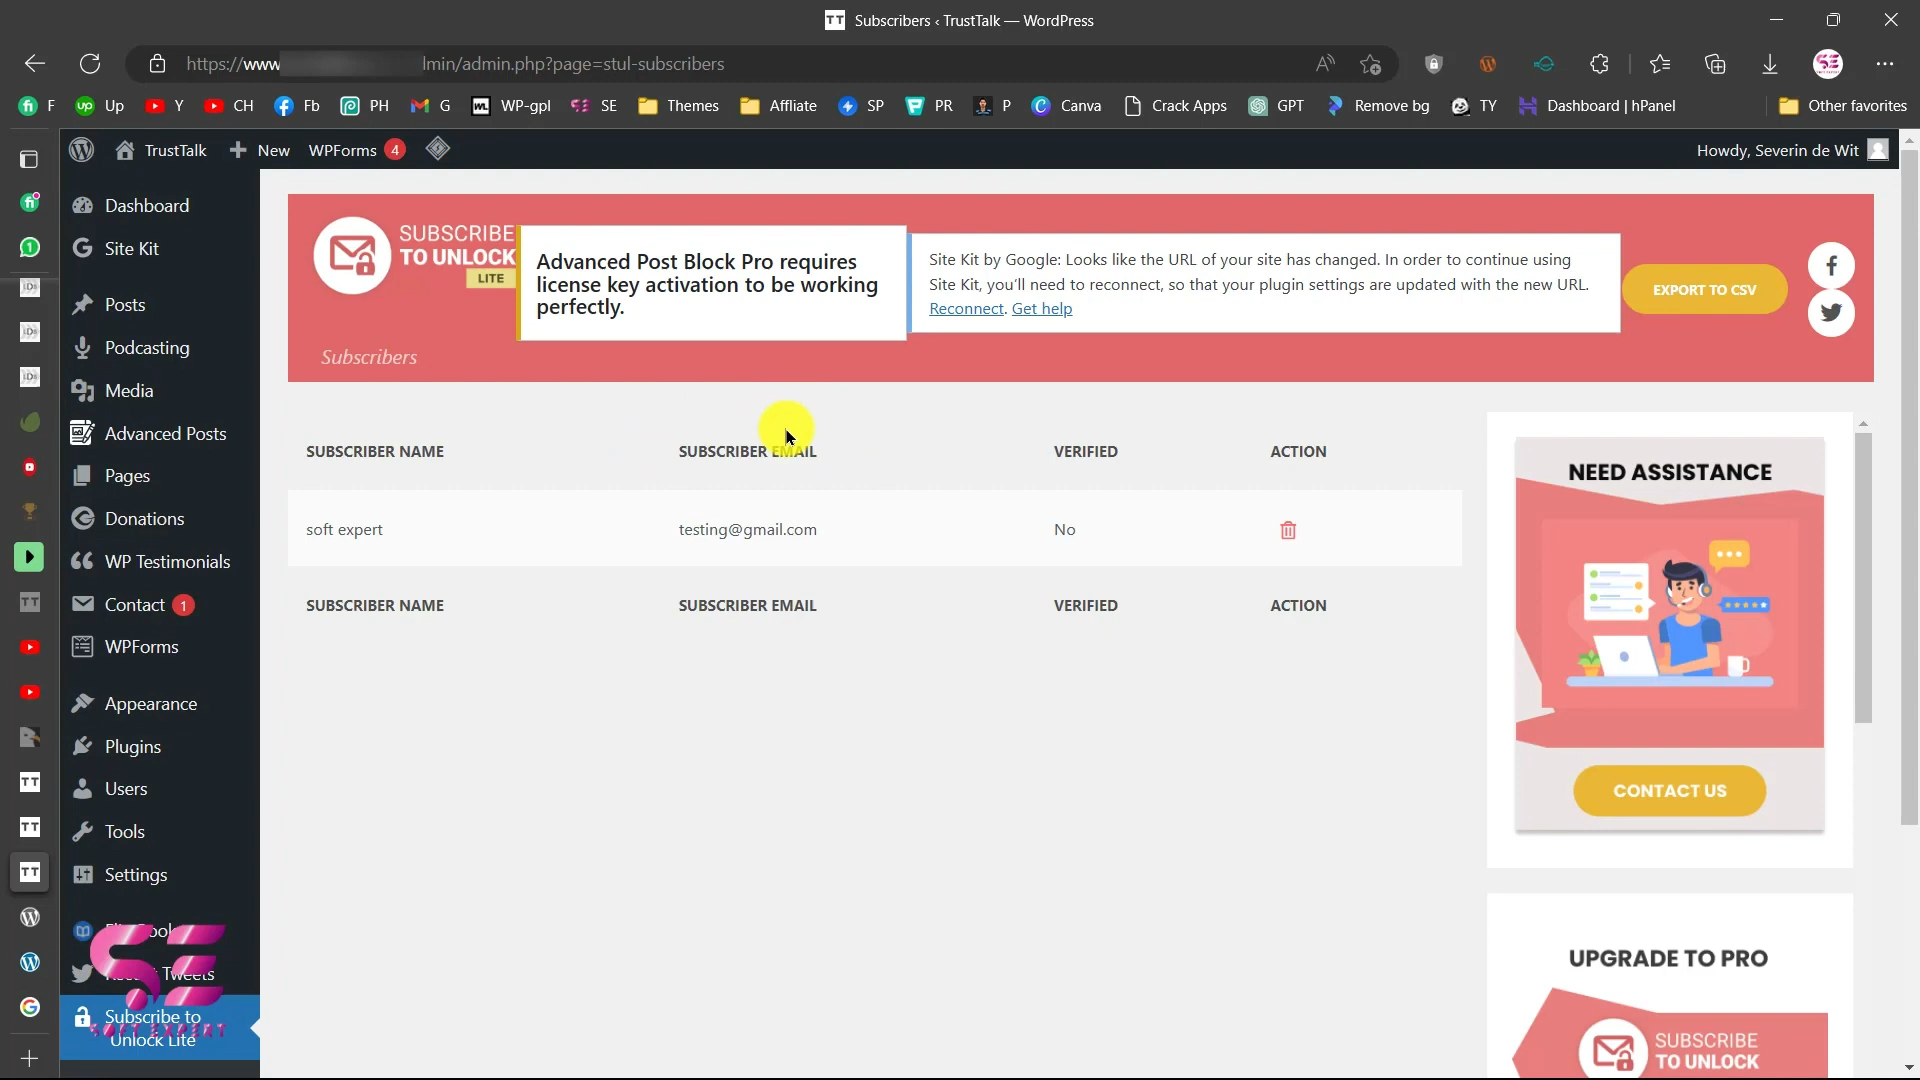 TT Subscribers ‹ TrustTalk — WordPress
https://www
lmin/admin.php?page=stul-subscribers
F Up Y CH Fb PH G WP-gpl SE Themes Affliate SP PR P Canva Crack Apps GPT Remove bg TY Dashboard | hPanel Other favorites
TrustTalk New WPForms 4
Howdy, Severin de Wit
Dashboard
Site Kit
Posts
Podcasting
Media
Advanced Posts
Pages
Donations
WP Testimonials
Contact 1
WPForms
Appearance
Plugins
Users
Tools
Settings
Tweets
Subscribe to
Unlock Lite
SOFT EXPERT
SUBSCRIBE
TO UNLOCK
LITE
Subscribers
Advanced Post Block Pro requires
license key activation to be working
perfectly.
Site Kit by Google: Looks like the URL of your site has changed. In order to continue using
Site Kit, you'll need to reconnect, so that your plugin settings are updated with the new URL.
Reconnect. Get help
EXPORT TO CSV
SUBSCRIBER NAME SUBSCRIBER EMAIL VERIFIED ACTION
soft expert testing@gmail.com No
SUBSCRIBER NAME SUBSCRIBER EMAIL VERIFIED ACTION
NEED ASSISTANCE
CONTACT US
UPGRADE TO PRO
SUBSCRIBE
TO UNLOCK